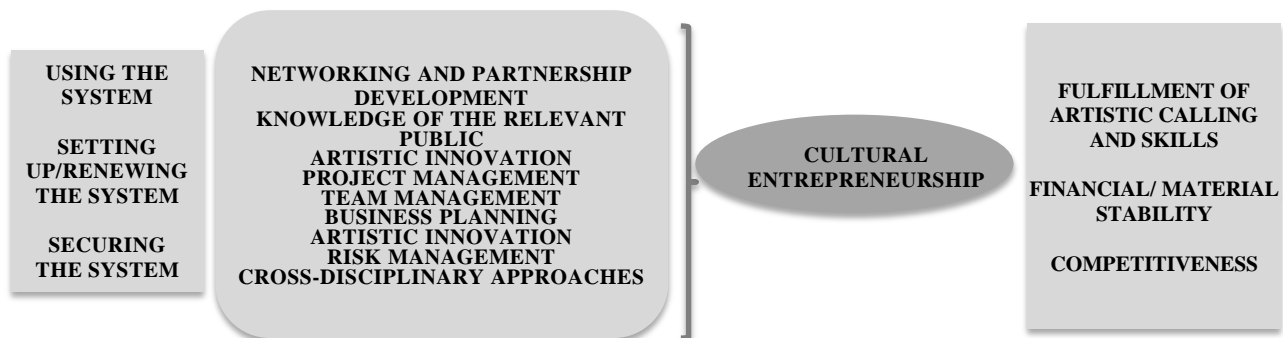 USING THE
SYSTEM
SETTING
UP/RENEWING
THE SYSTEM
SECURING
THE SYSTEM
NETWORKING AND PARTNERSHIP
DEVELOPMENT
KNOWLEDGE OF THE RELEVANT
PUBLIC
ARTISTIC INNOVATION
PROJECT MANAGEMENT
TEAM MANAGEMENT
BUSINESS PLANNING
ARTISTIC INNOVATION
RISK MANAGEMENT
CROSS-DISCIPLINARY APPROACHES
CULTURAL
ENTREPRENEURSHIP
FULFILLMENT OF
ARTISTIC CALLING
AND SKILLS
FINANCIAL/ MATERIAL
STABILITY
COMPETITIVENESS